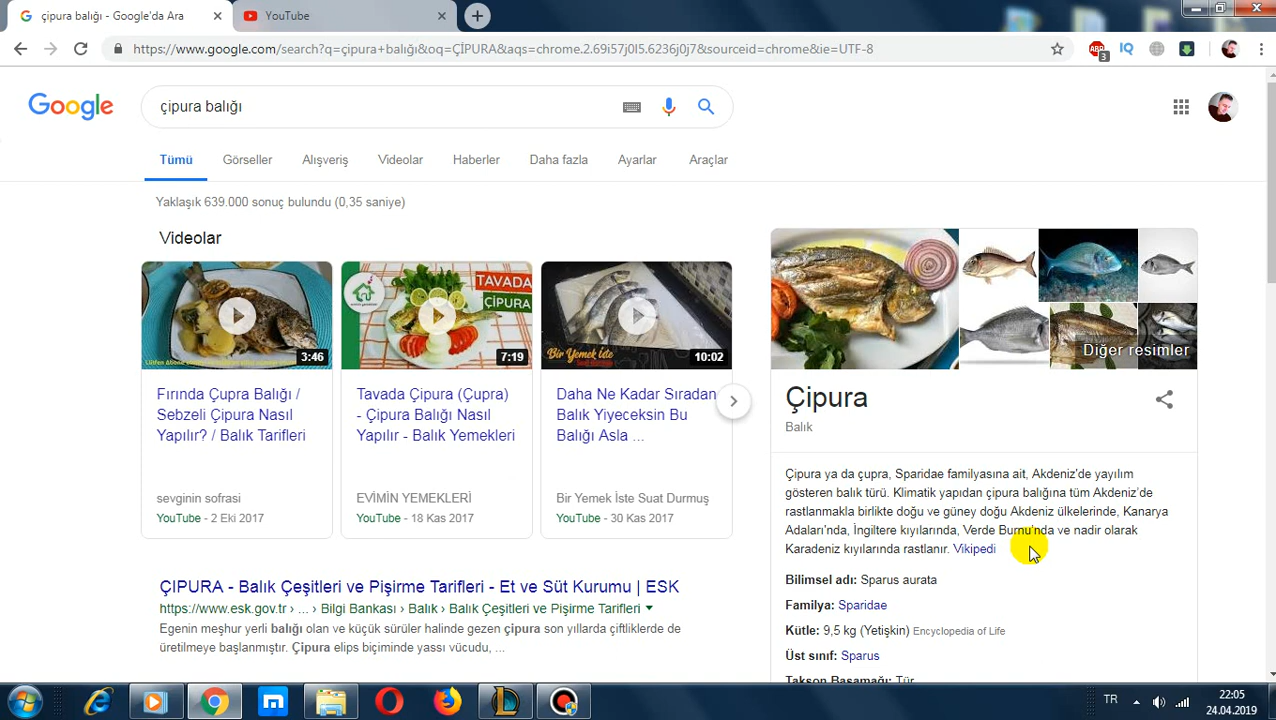 çipura balığı - Google'da Ara
YouTube
https://www.google.com/search?q=çipura+balığı&oq=ÇİPURA&aqs=chrome.2.69i57j0l5.6236j0j7&sourceid=chrome&ie=UTF-8
ABP
3
IQ
Google
çipura balığı
Tümü Görseller Alışveriş Videolar Haberler Daha fazla Ayarlar Araçlar
Yaklaşık 639.000 sonuç bulundu (0,35 saniye)
Videolar
Lütfen Abone
3:46
Fırında Çupra Balığı /
Sebzeli Çipura Nasıl
Yapılır? / Balık Tarifleri
sevginin sofrasi
YouTube - 2 Eki 2017
TAVADA
ÇİPURA
7:19
Tavada Çipura (Çupra)
- Çipura Balığı Nasıl
Yapılır - Balık Yemekleri
EVİMİN YEMEKLERİ
YouTube - 18 Kas 2017
Bir Yemek İste
10:02
Daha Ne Kadar Sıradan
Balık Yiyeceksin Bu
Balığı Asla ...
Bir Yemek İste Suat Durmuş
YouTube - 30 Kas 2017
ÇIPURA - Balık Çeşitleri ve Pişirme Tarifleri - Et ve Süt Kurumu | ESK
https://www.esk.gov.tr › ... › Bilgi Bankası › Balık › Balık Çeşitleri ve Pişirme Tarifleri
Egenin meşhur yerli balığı olan ve küçük sürüler halinde gezen çipura son yıllarda çiftliklerde de
üretilmeye başlanmıştır. Çipura elips biçiminde yassı vücudu, ...
Diğer resimler
Çipura
Balık
Çipura ya da çupra, Sparidae familyasına ait, Akdeniz'de yayılım
gösteren balık türü. Klimatik yapıdan çipura balığına tüm Akdeniz'de
rastlanmakla birlikte doğu ve güney doğu Akdeniz ülkelerinde, Kanarya
Adaları'nda, İngiltere kıyılarında, Verde Burnu'nda ve nadir olarak
Karadeniz kıyılarında rastlanır. Vikipedi
Bilimsel adı: Sparus aurata
Familya: Sparidae
Kütle: 9,5 kg (Yetişkin) Encyclopedia of Life
Üst sınıf: Sparus
Takson Basamağı: Tür
TR
22:05
24.04.2019